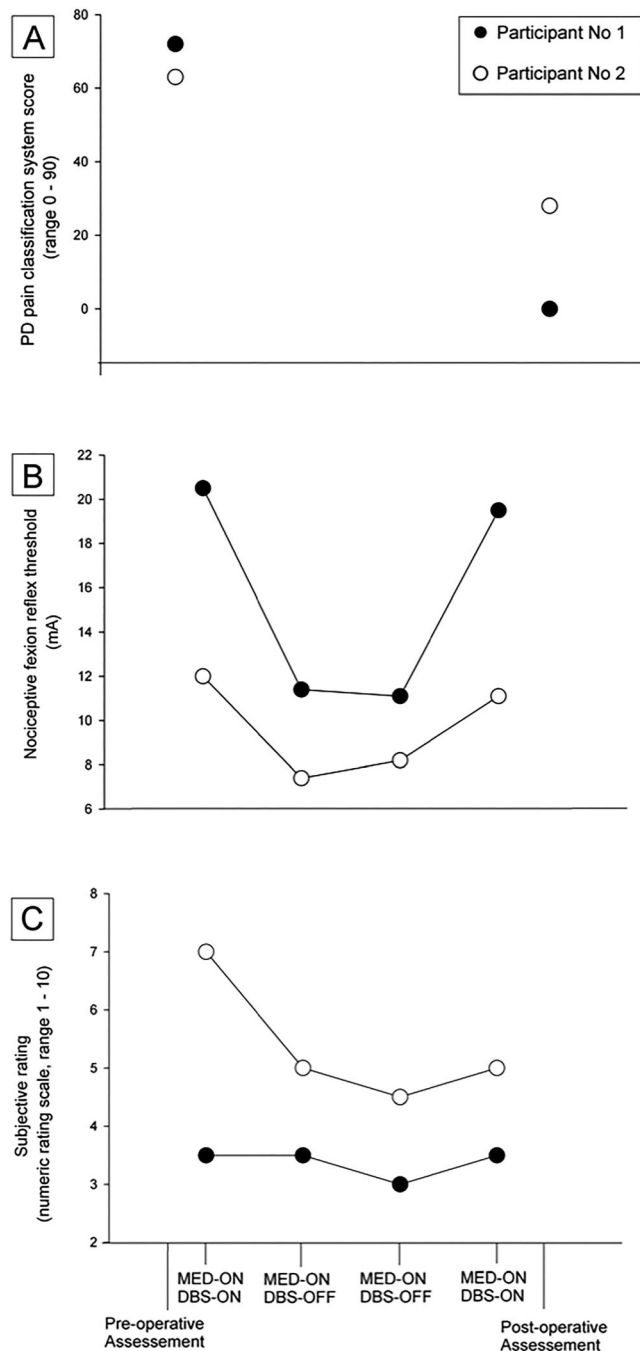 A
PD pain classification system score
(range 0 - 90)
80
60
40
20
0
Participant No 1
Participant No 2
B
Nociceptive fexion reflex threshold
(mA)
22
20
18
16
14
12
10
8
6
C
Subjective rating
(numeric rating scale, range 1 - 10)
8
7
6
5
4
3
2
MED-ON MED-ON MED-ON MED-ON
DBS-ON DBS-OFF DBS-OFF DBS-ON
Pre-operative Post-operative
Assessement Assessement